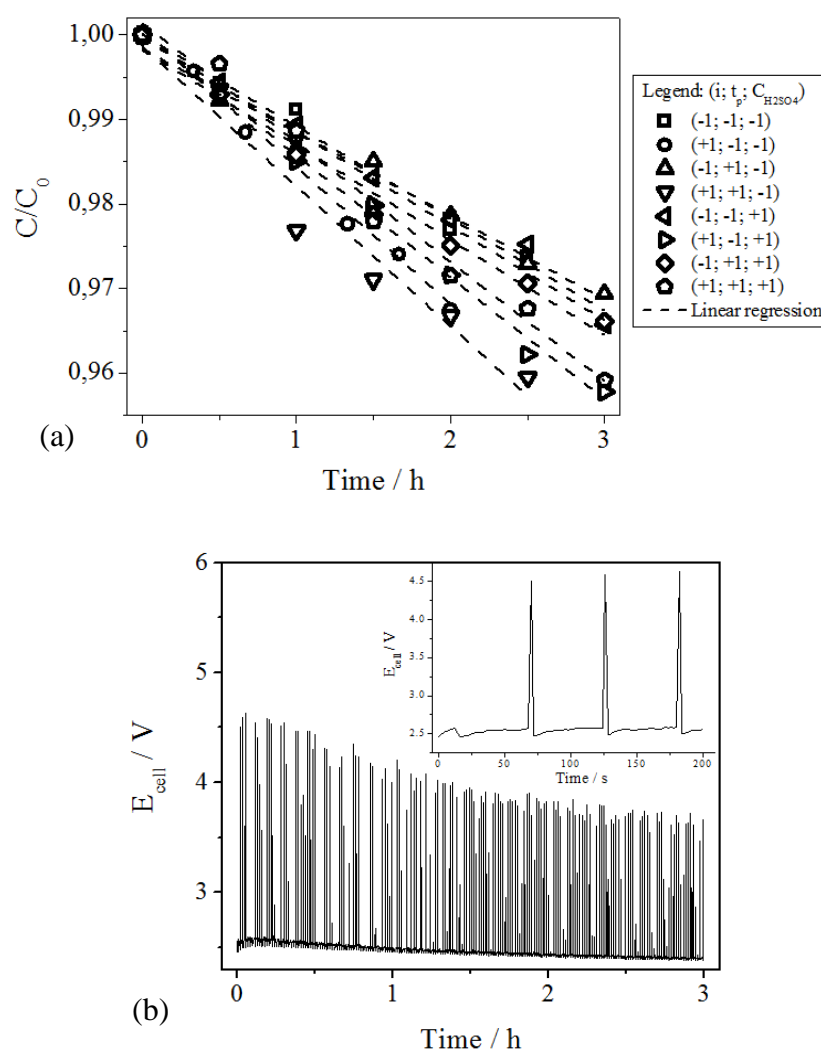 1,00
0,99
0,98
0,97
0,96
C/C0
0 1 2 3
Time / h
(a)
Legend: (i; tp; CH2SO4)
(-1; -1; -1)
(+1; -1; -1)
(-1; +1; -1)
(+1; +1; -1)
(-1; -1; +1)
(+1; -1; +1)
(-1; +1; +1)
(+1; +1; +1)
Linear regression
6
5
4
3
Ecell / V
0 1 2 3
Time / h
(b)
4.5
4.0
3.5
3.0
2.5
Ecell / V
0 50 100 150 200
Time / s